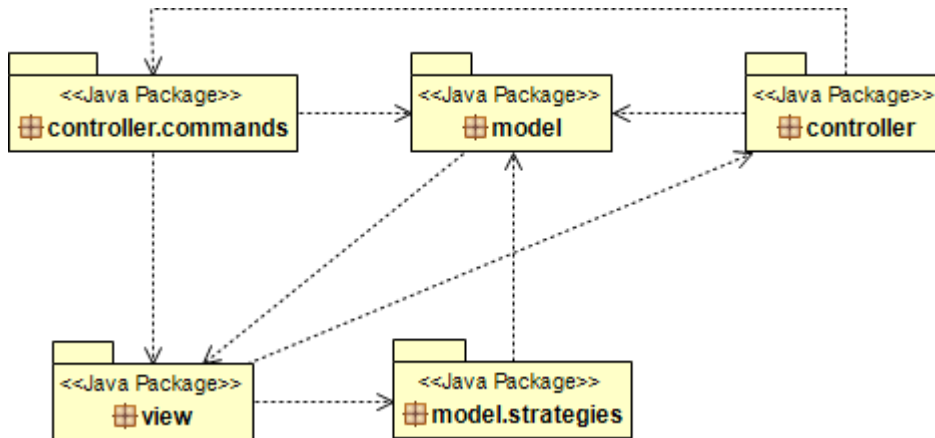 <<Java Package>>
controller.commands
<<Java Package>>
model
<<Java Package>>
controller
<<Java Package>>
view
<<Java Package>>
model.strategies